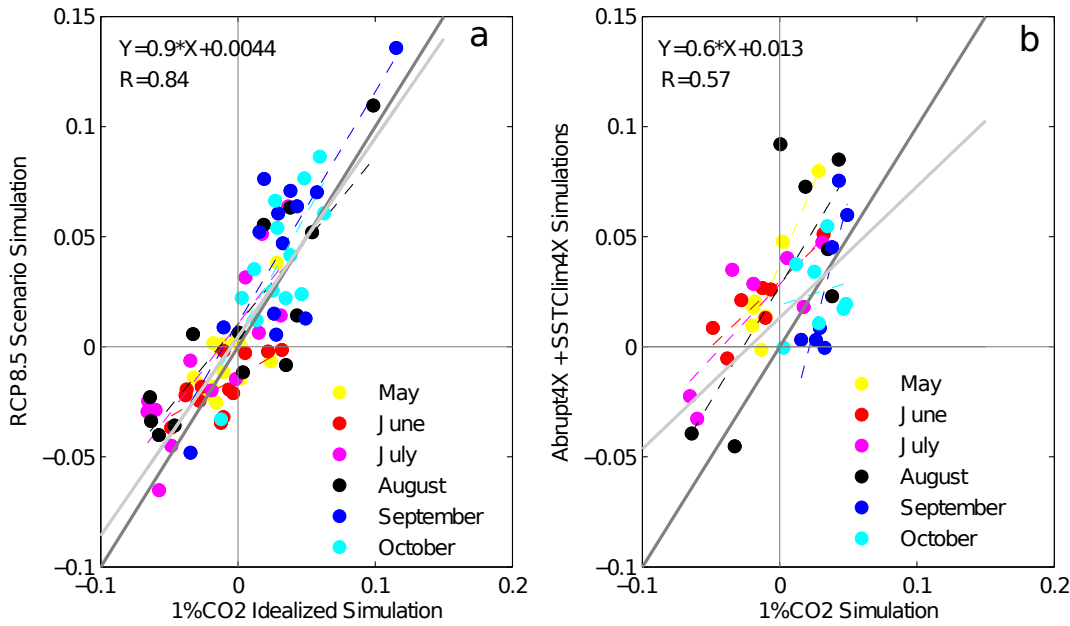 a
Y=0.9*X+0.0044
R=0.84
0.15
0.1
0.05
0
−0.05
−0.1
RCP8.5 Scenario Simulation
May
June
July
August
September
October
−0.1
0
0.1
0.2
1%CO2 Idealized Simulation
b
Y=0.6*X+0.013
R=0.57
0.15
0.1
0.05
0
−0.05
−0.1
Abrupt4X +SSTClim4X Simulations
May
June
July
August
September
October
−0.1
0
0.1
0.2
1%CO2 Simulation